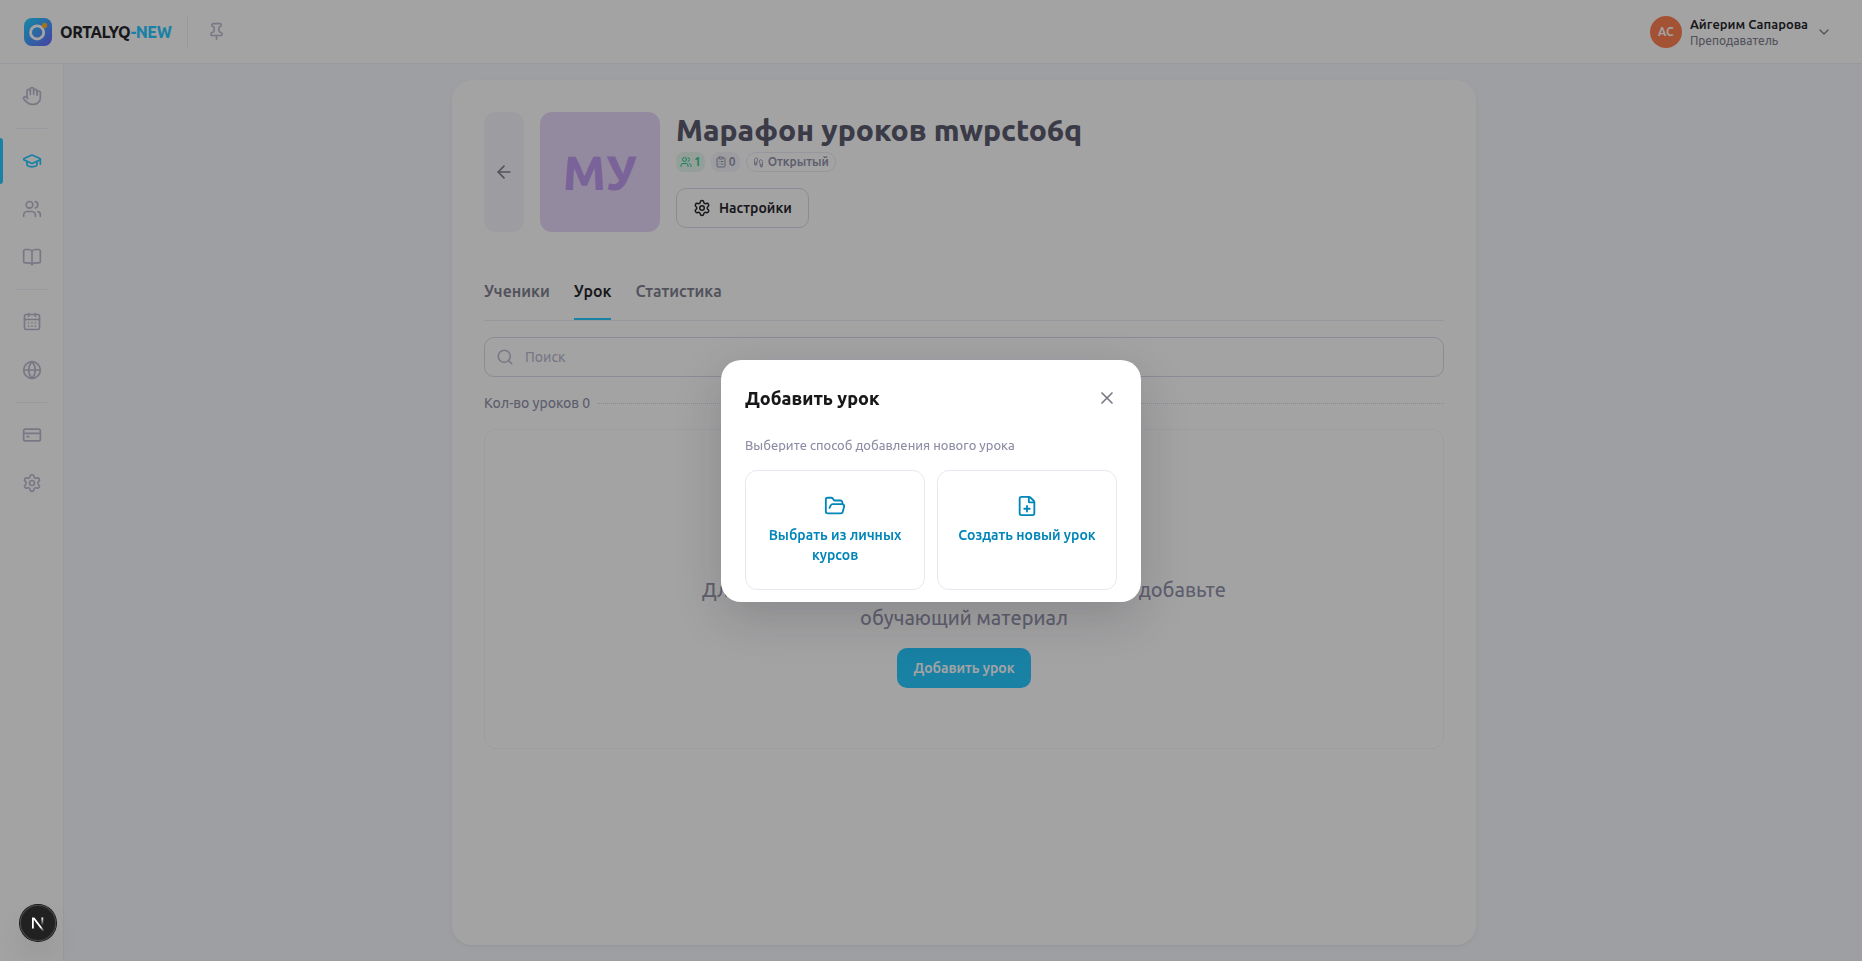 ORTALYQ-NEW
АС
Айгерим Сапарова
Преподаватель
МУ
Марафон уроков mwpcto6q
1
0
Открытый
Настройки
Ученики
Урок
Статистика
Поиск
Кол-во уроков 0
Добавить урок
Выберите способ добавления нового урока
Выбрать из личных
курсов
Создать новый урок
добавьте
обучающий материал
Добавить урок
N